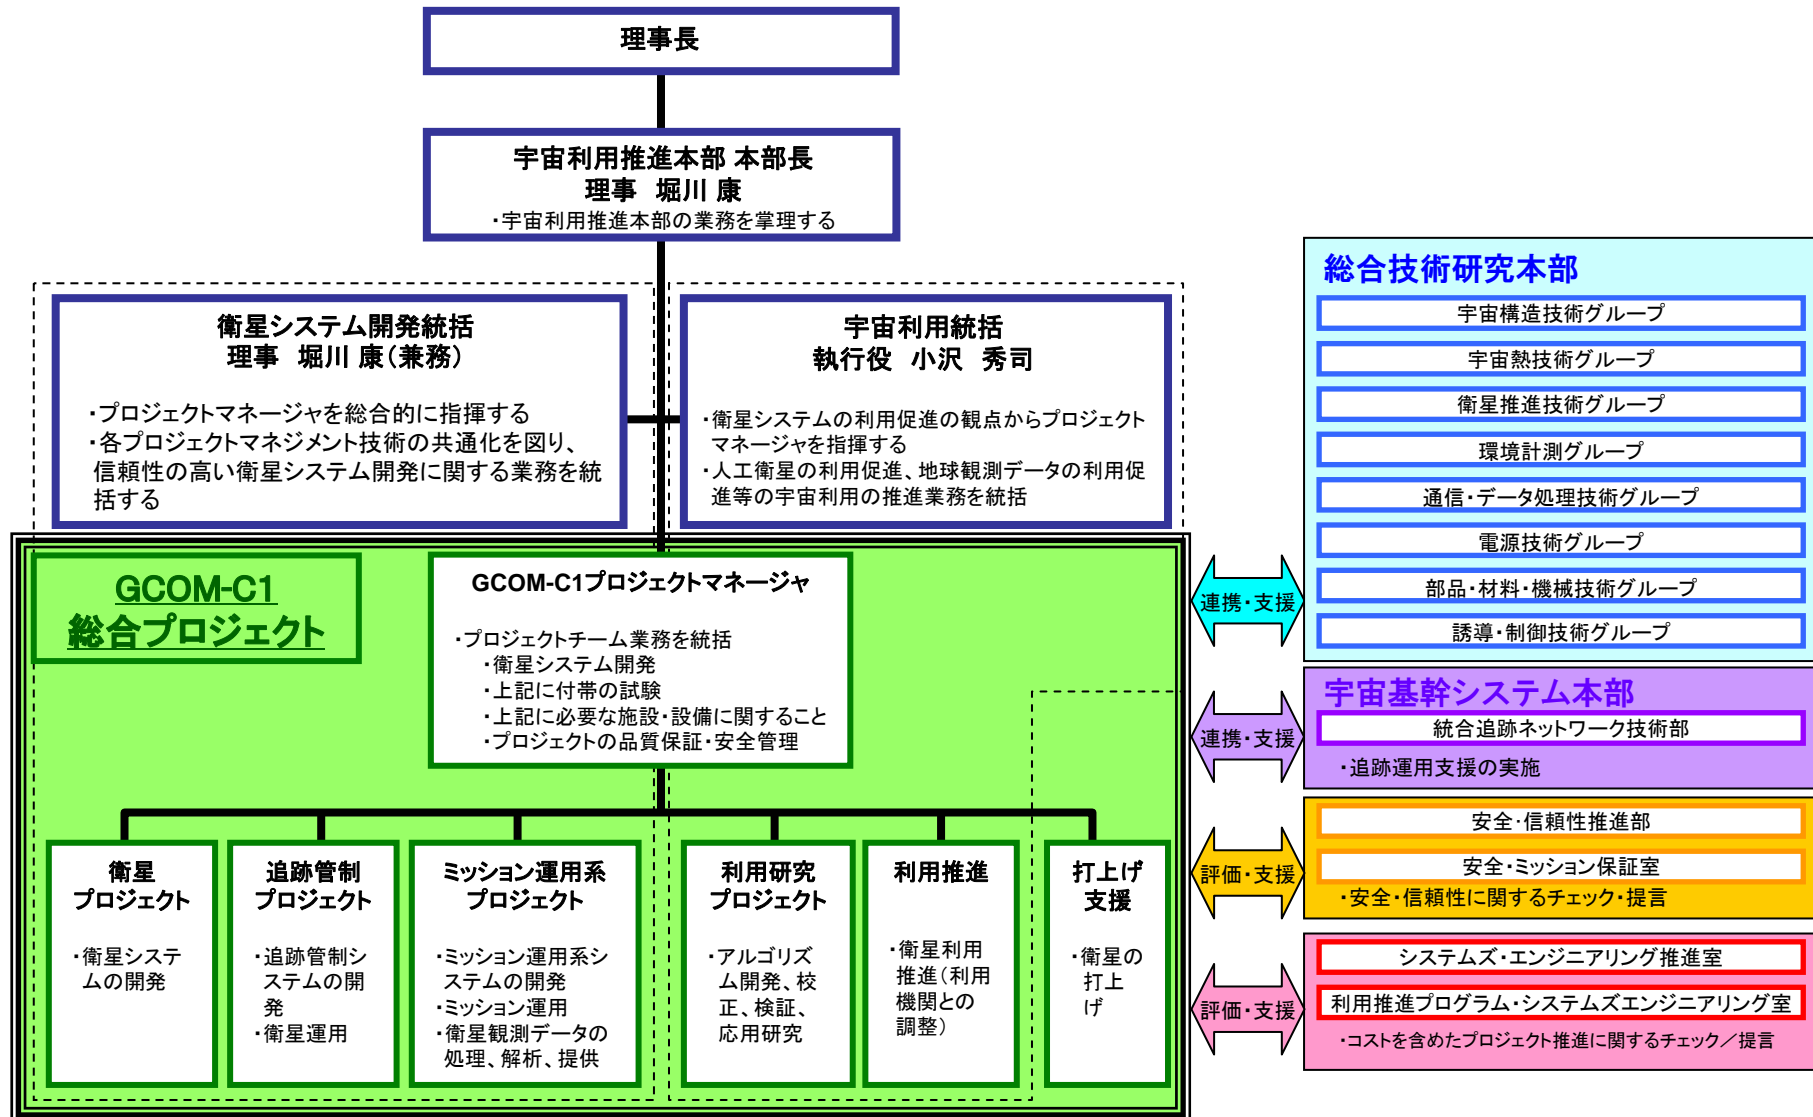 理事長
宇宙利用推進本部 本部長
理事　堀川 康
・宇宙利用推進本部の業務を掌理する
衛星システム開発統括
理事　堀川 康(兼務)
・プロジェクトマネージャを総合的に指揮する
・各プロジェクトマネジメント技術の共通化を図り、
信頼性の高い衛星システム開発に関する業務を統
括する
宇宙利用統括
執行役　小沢　秀司
・衛星システムの利用促進の観点からプロジェクト
マネージャを指揮する
・人工衛星の利用促進、地球観測データの利用促
進等の宇宙利用の推進業務を統括
GCOM-C1
総合プロジェクト
GCOM-C1プロジェクトマネージャ
・プロジェクトチーム業務を統括
・衛星システム開発
・上記に付帯の試験
・上記に必要な施設・設備に関すること
・プロジェクトの品質保証・安全管理
衛星
プロジェクト
・衛星システ
ムの開発
追跡管制
プロジェクト
・追跡管制シ
ステムの開
発
・衛星運用
ミッション運用系
プロジェクト
・ミッション運用系シ
ステムの開発
・ミッション運用
・衛星観測データの
処理、解析、提供
利用研究
プロジェクト
・アルゴリズ
ム開発、校
正、検証、
応用研究
利用推進
・衛星利用
推進(利用
機関との
調整)
打上げ
支援
・衛星の
打上
げ
連携・支援
連携・支援
評価・支援
評価・支援
総合技術研究本部
宇宙構造技術グループ
宇宙熱技術グループ
衛星推進技術グループ
環境計測グループ
通信・データ処理技術グループ
電源技術グループ
部品・材料・機械技術グループ
誘導・制御技術グループ
宇宙基幹システム本部
統合追跡ネットワーク技術部
・追跡運用支援の実施
安全・信頼性推進部
安全・ミッション保証室
・安全・信頼性に関するチェック・提言
システムズ・エンジニアリング推進室
利用推進プログラム・システムズエンジニアリング室
・コストを含めたプロジェクト推進に関するチェック／提言